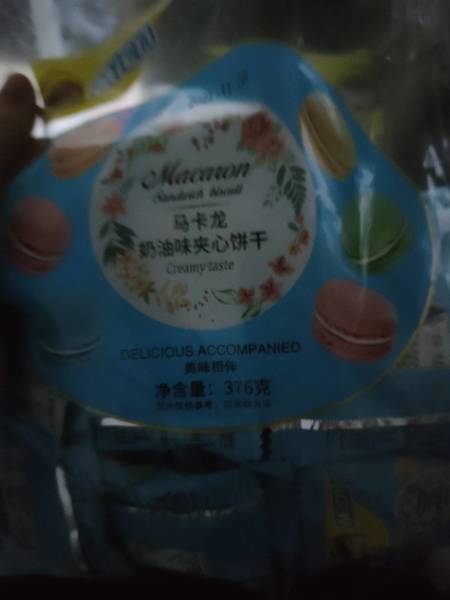 Macaron
Sandwich biscuit
马卡龙
奶油味夹心饼干
Creamy taste
DELICIOUS ACCOMPANIED
美味相伴
净含量：376克